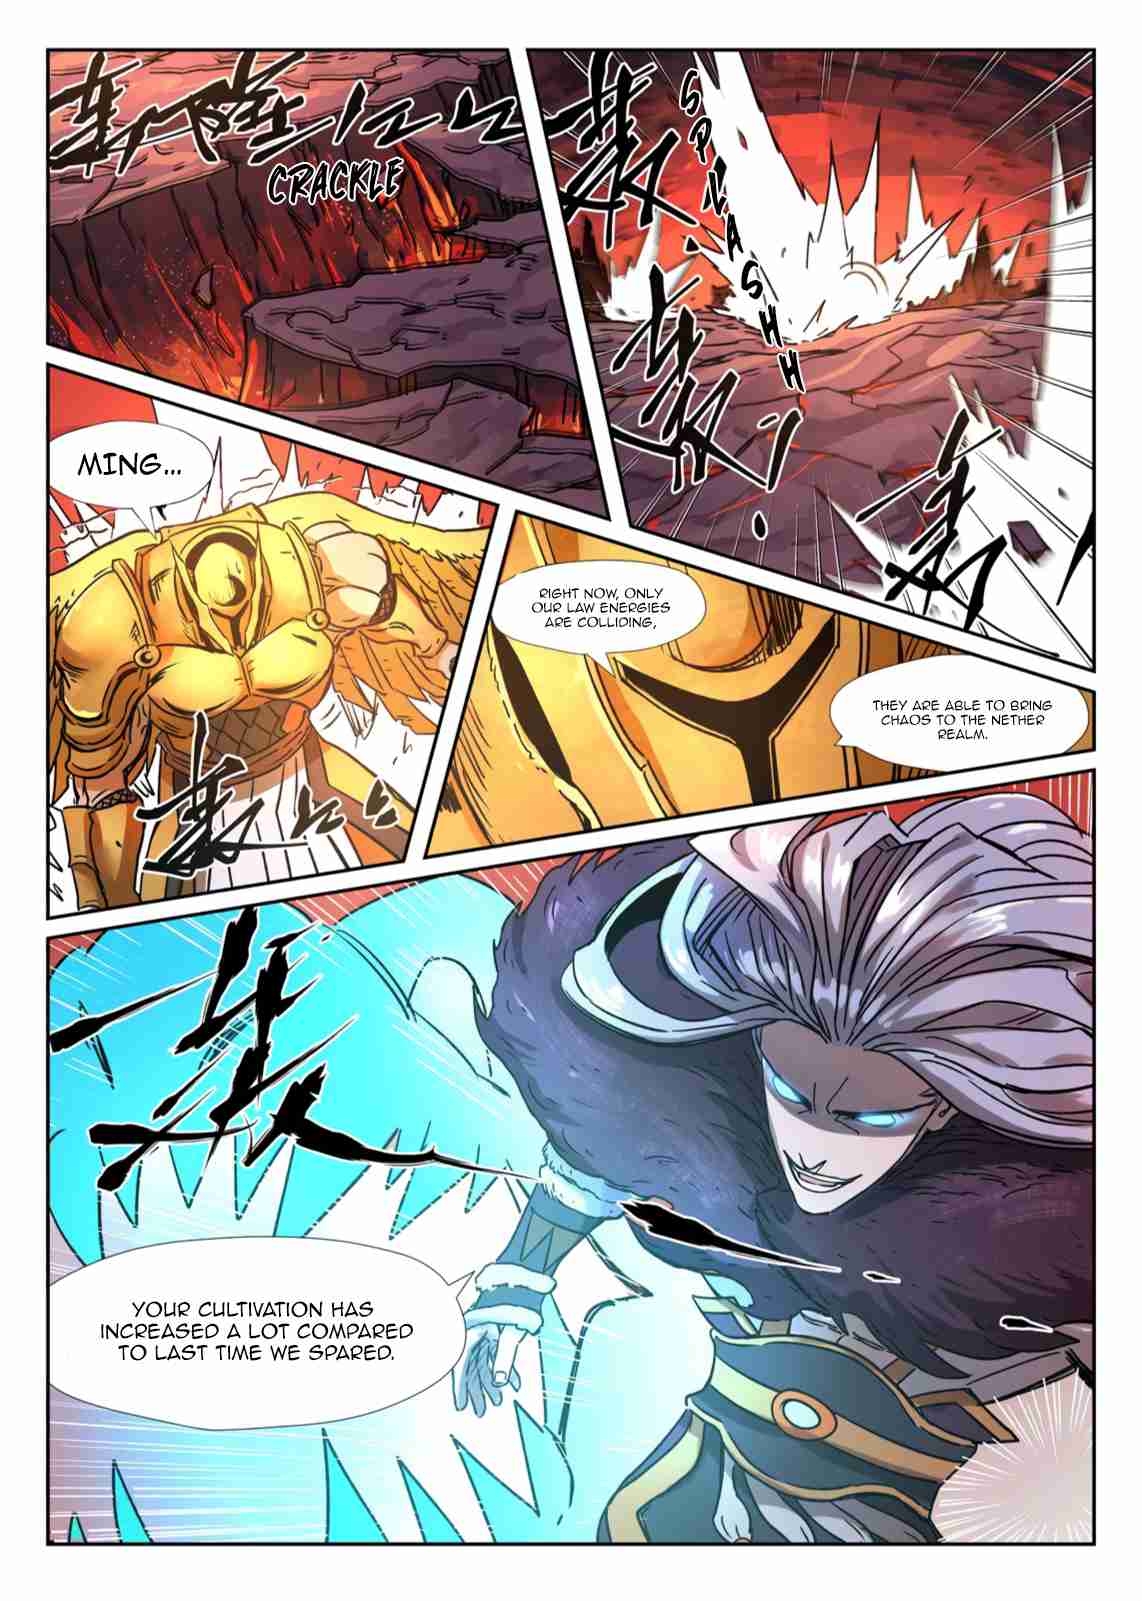 CRACKLE
SPLASHHH
MING...
RIGHT NOW, ONLY
OUR LAW ENERGIES
ARE COLLIDING,
THEY ARE ABLE TO BRING
CHAOS TO THE NETHER
REALM.
YOUR CULTIVATION HAS
INCREASED A LOT COMPARED
TO LAST TIME WE SPARED.